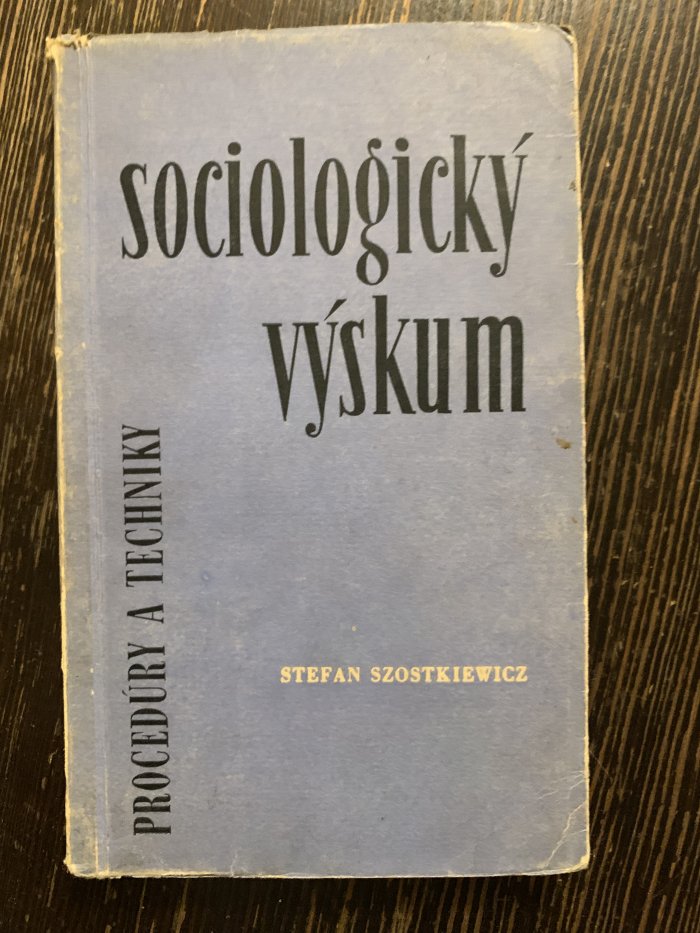 sociologický
výskum
PROCEDÚRY A TECHNIKY
STEFAN SZOSTKIEWICZ